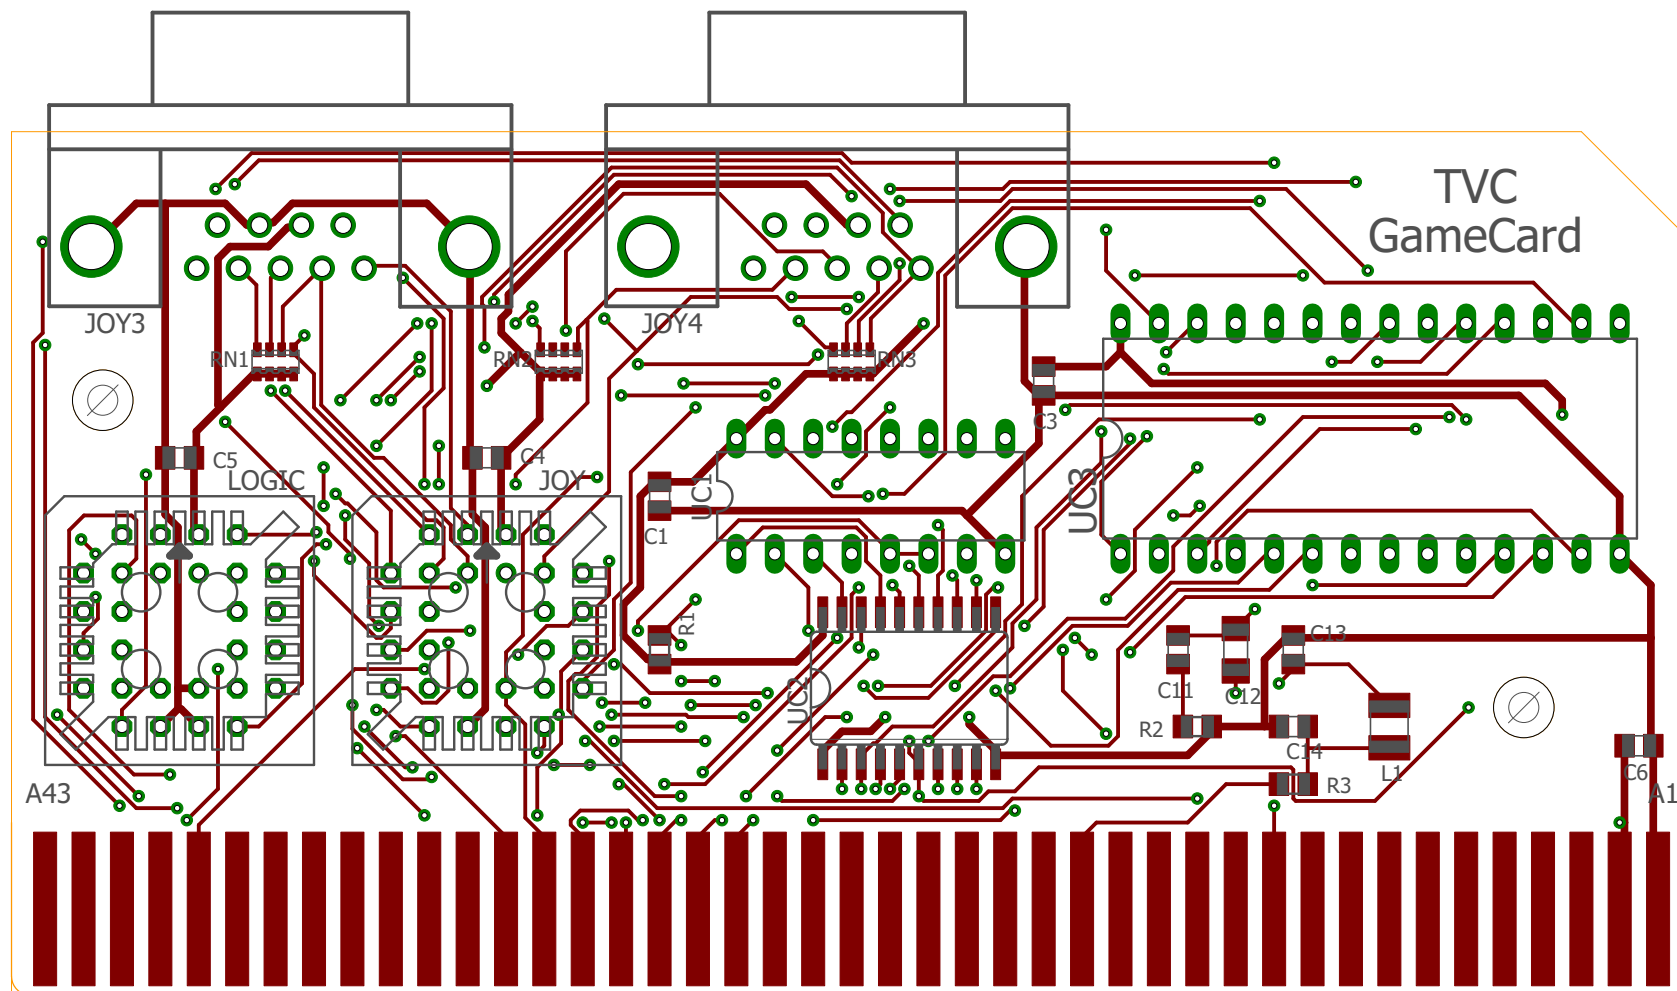 TVC
GameCard
JOY3
JOY4
RN1
RN2
RN3
C3
C5
C4
LOGIC
JOY
UC1
UC3
C1
R1
C13
C11
C12
UC2
R2
C14
L1
C6
R3
A43
A1